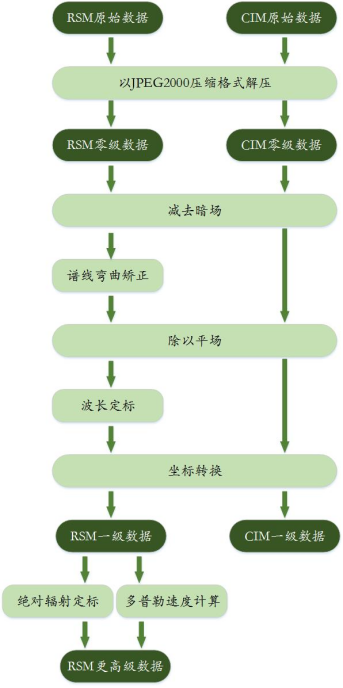 RSM原始数据 CIM原始数据
以JPEG2000压缩格式解压
RSM零级数据 CIM零级数据
减去暗场
谱线弯曲矫正
除以平场
波长定标
坐标转换
RSM一级数据 CIM一级数据
绝对辐射定标 多普勒速度计算
RSM更高级数据